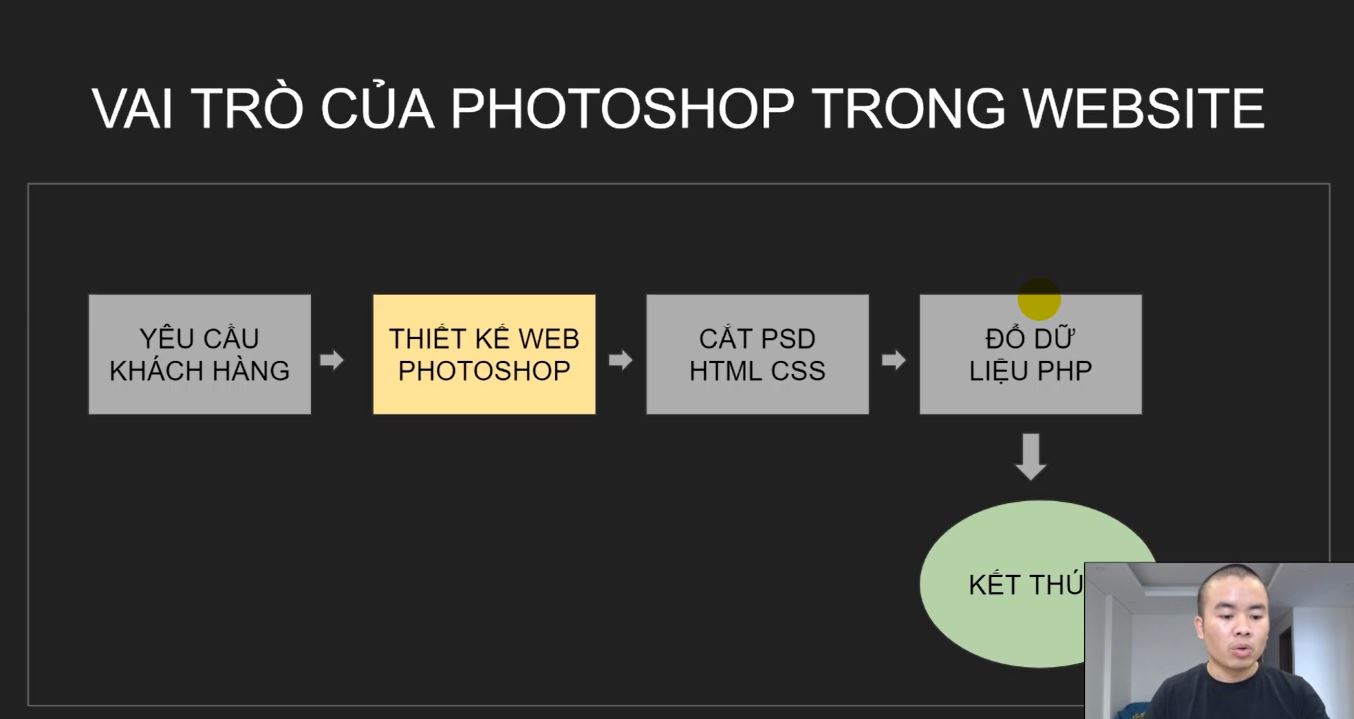 VAI TRÒ CỦA PHOTOSHOP TRONG WEBSITE
YÊU CẦU
KHÁCH HÀNG
THIẾT KẾ WEB
PHOTOSHOP
CẮT PSD
HTML CSS
ĐỔ DỮ
LIỆU PHP
KẾT THÚ